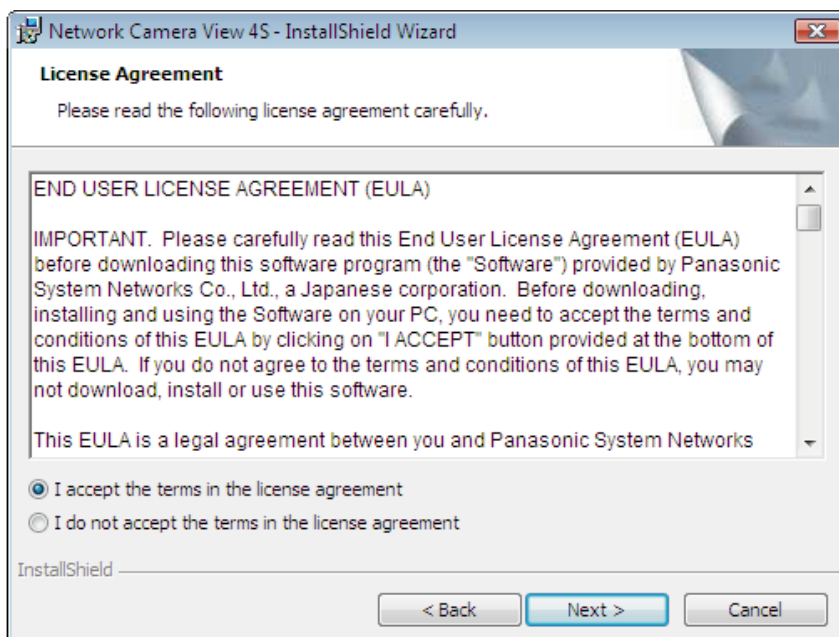 Network Camera View 4S - InstallShield Wizard
License Agreement
Please read the following license agreement carefully.
END USER LICENSE AGREEMENT (EULA)
IMPORTANT.  Please carefully read this End User License Agreement (EULA)
before downloading this software program (the "Software") provided by Panasonic
System Networks Co., Ltd., a Japanese corporation.  Before downloading,
installing and using the Software on your PC, you need to accept the terms and
conditions of this EULA by clicking on "I ACCEPT" button provided at the bottom of
this EULA.  If you do not agree to the terms and conditions of this EULA, you may
not download, install or use this software.
This EULA is a legal agreement between you and Panasonic System Networks
I accept the terms in the license agreement
I do not accept the terms in the license agreement
InstallShield
< Back
Next >
Cancel